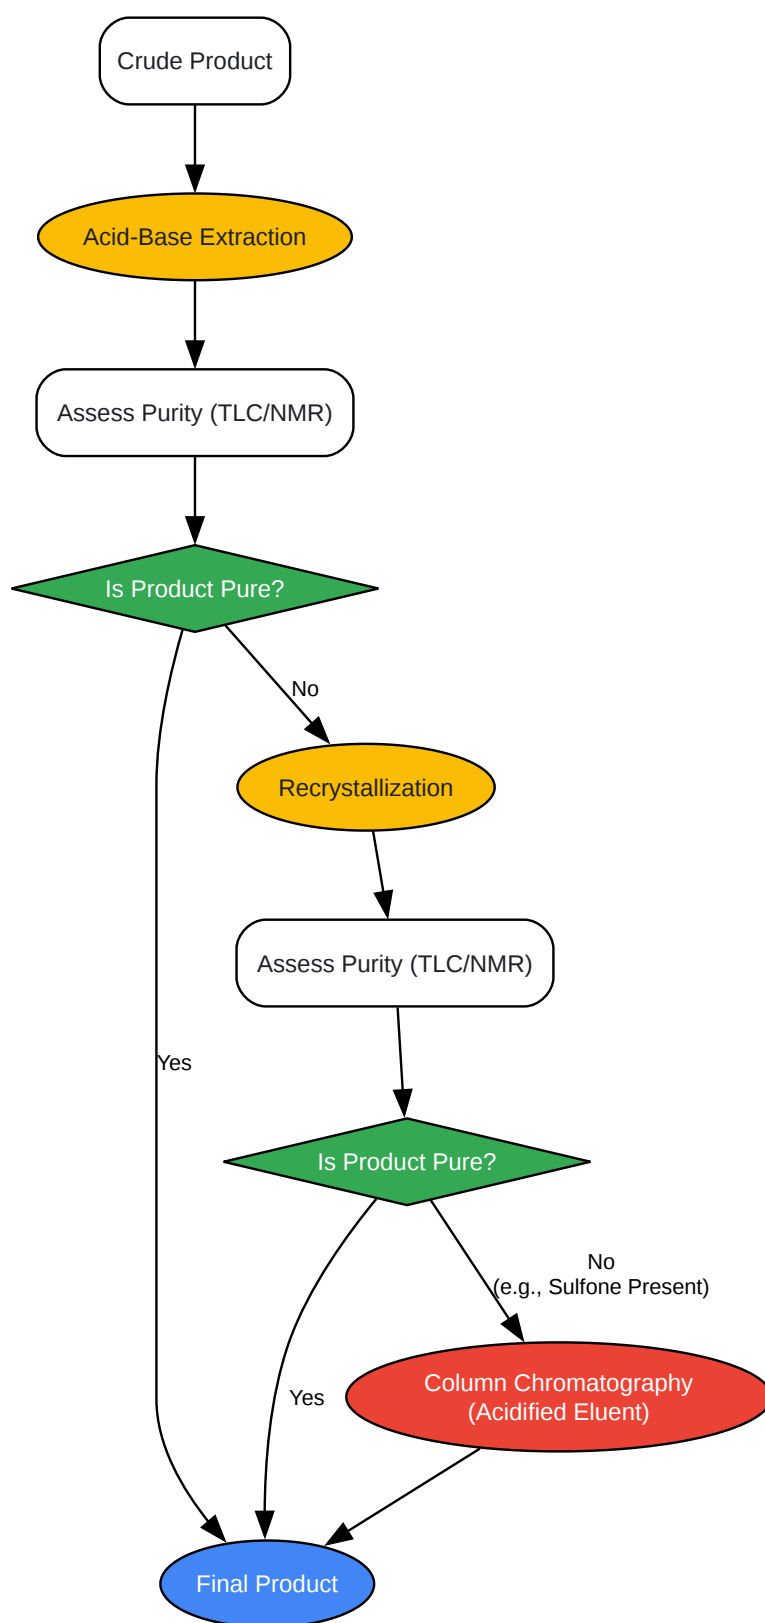 Crude Product
Acid-Base Extraction
Assess Purity (TLC/NMR)
Is Product Pure?
No
Recrystallization
Assess Purity (TLC/NMR)
Yes
Is Product Pure?
No
(e.g., Sulfone Present)
Yes
Column Chromatography
(Acidified Eluent)
Final Product